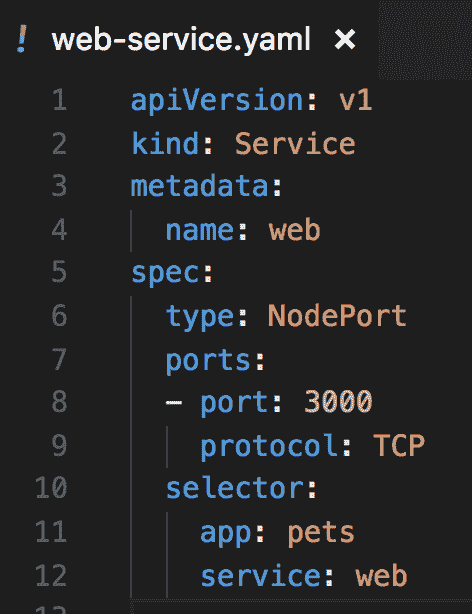 ! web-service.yaml ×
1 apiVersion: v1
2 kind: Service
3 metadata:
4   name: web
5 spec:
6   type: NodePort
7   ports:
8   - port: 3000
9     protocol: TCP
10   selector:
11     app: pets
12     service: web
13